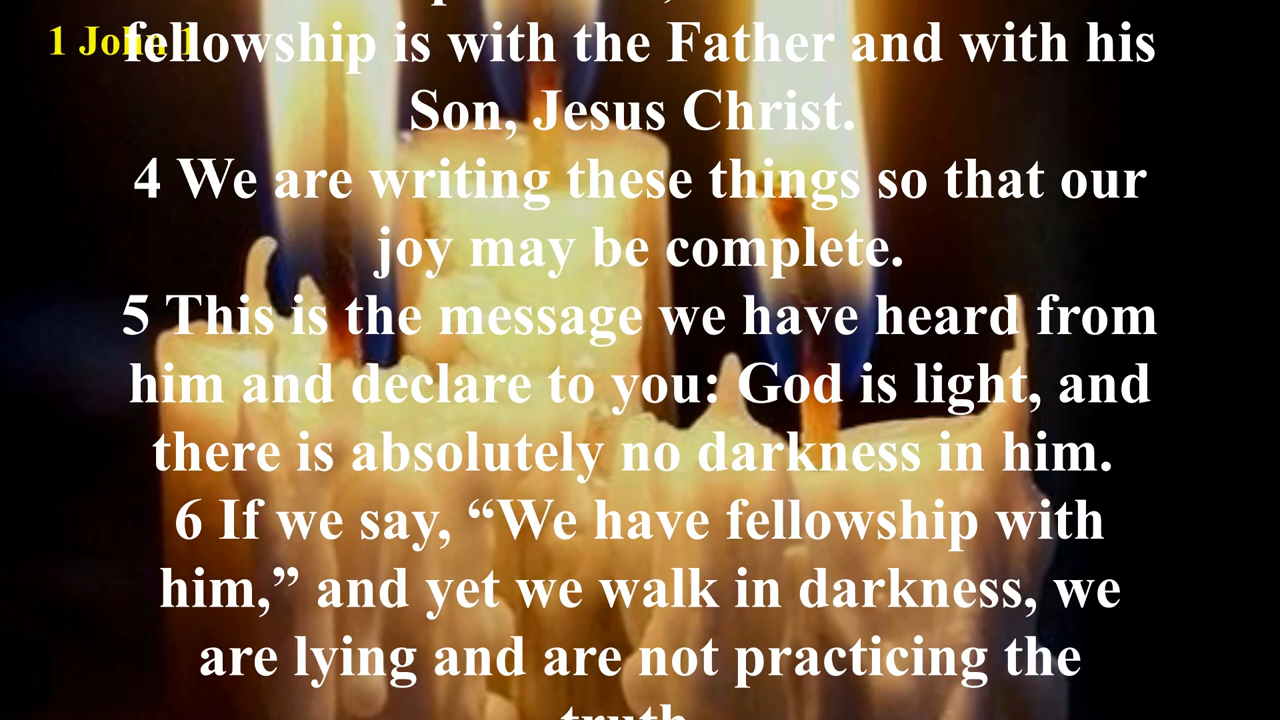 1 John 1
fellowship is with the Father and with his
Son, Jesus Christ.
4 We are writing these things so that our
joy may be complete.
5 This is the message we have heard from
him and declare to you: God is light, and
there is absolutely no darkness in him.
6 If we say, “We have fellowship with
him,” and yet we walk in darkness, we
are lying and are not practicing the
truth.